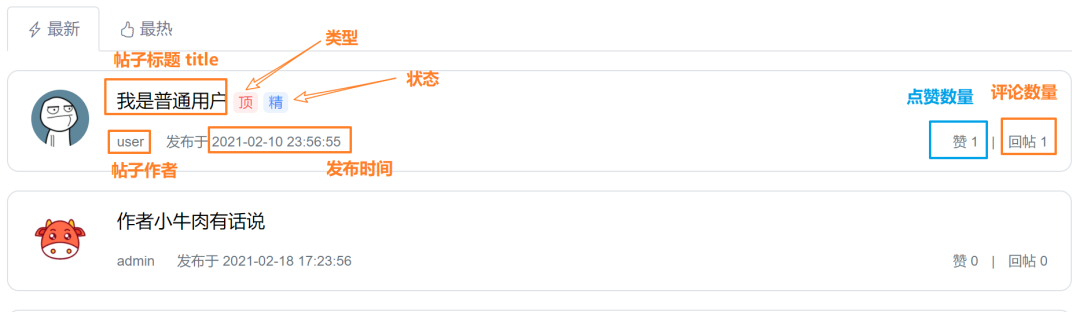 最新 最热
帖子标题 title
类型
状态
我是普通用户 顶 精
点赞数量 评论数量
user 发布于 2021-02-10 23:56:55 赞 1 | 回帖 1
帖子作者 发布时间
作者小牛肉有话说
admin 发布于 2021-02-18 17:23:56 赞 0 | 回帖 0